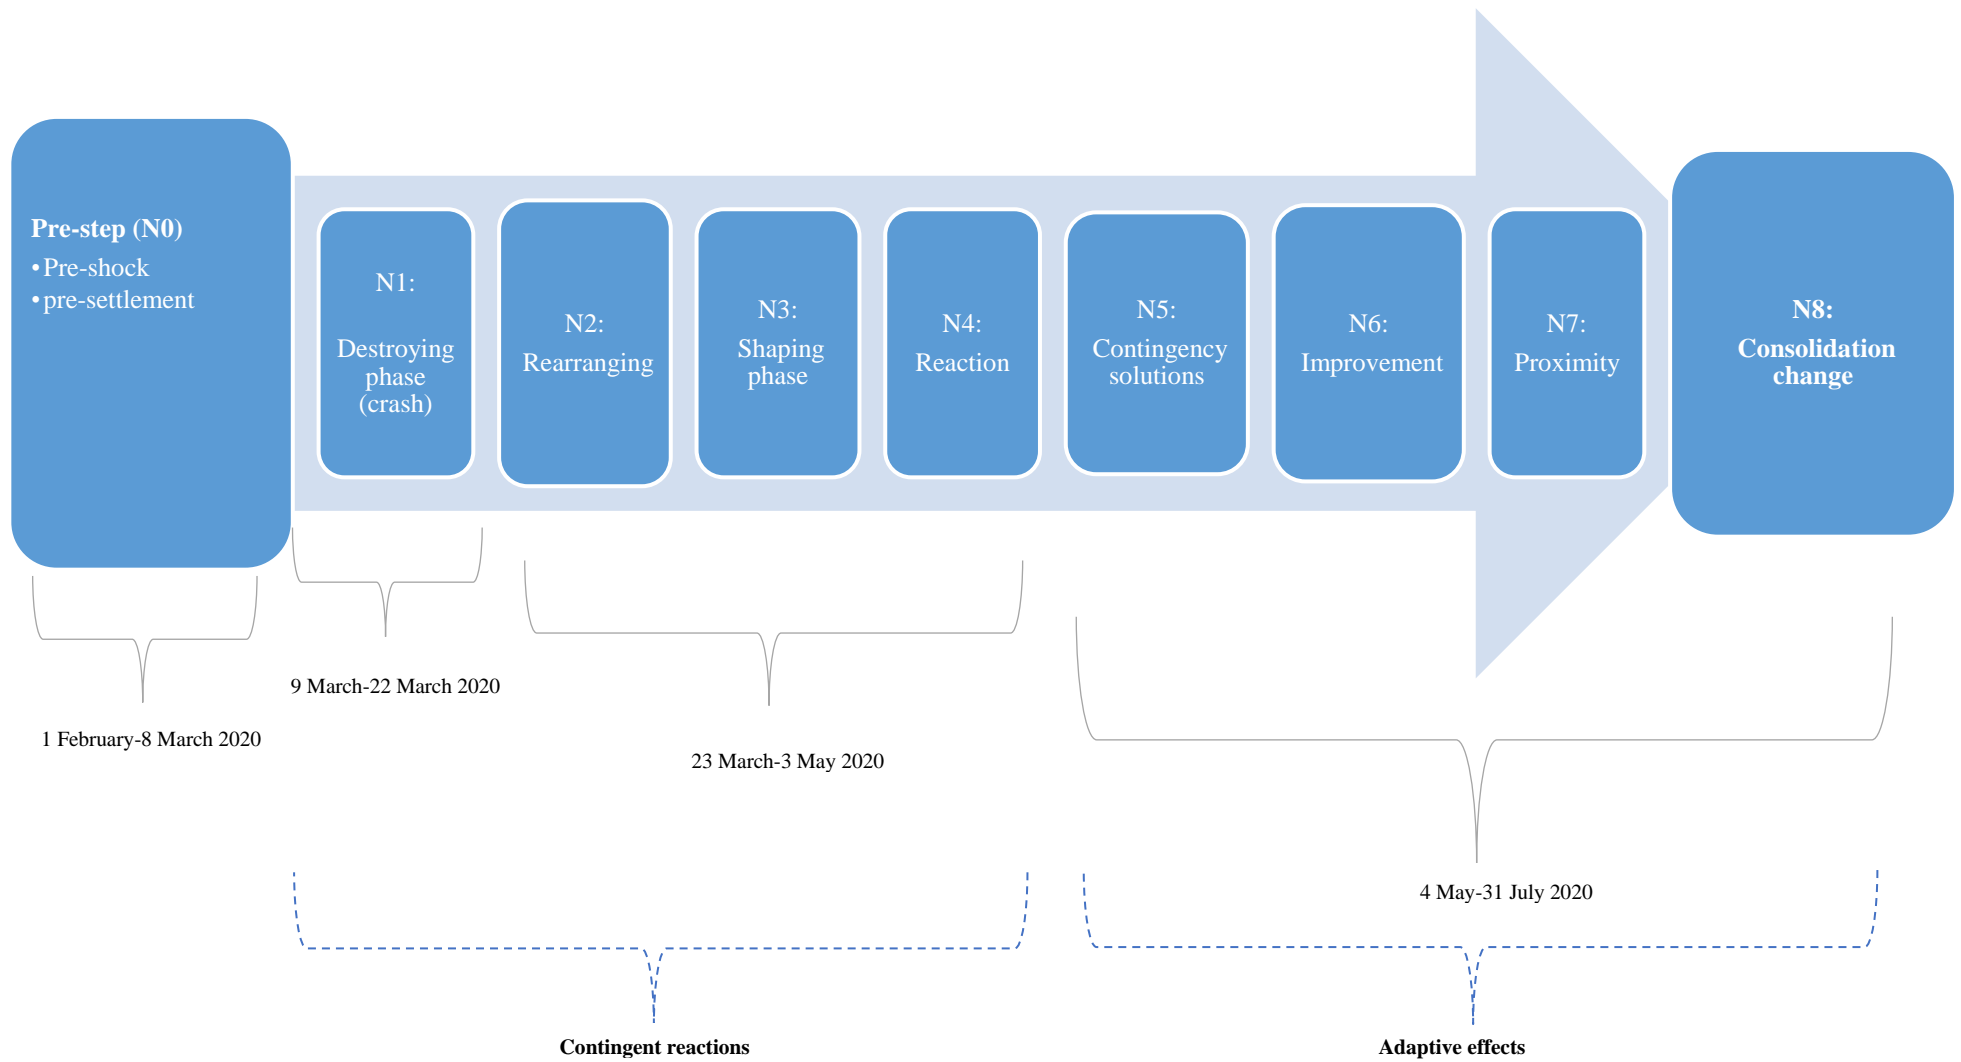 Pre-step (N0)
•Pre-shock
•pre-settlement
N1:
Destroying
phase
(crash)
N2:
Rearranging
N3:
Shaping
phase
N4:
Reaction
N5:
Contingency
solutions
N6:
Improvement
N7:
Proximity
N8:
Consolidation
change
9 March-22 March 2020
1 February-8 March 2020
23 March-3 May 2020
4 May-31 July 2020
Contingent reactions
Adaptive effects